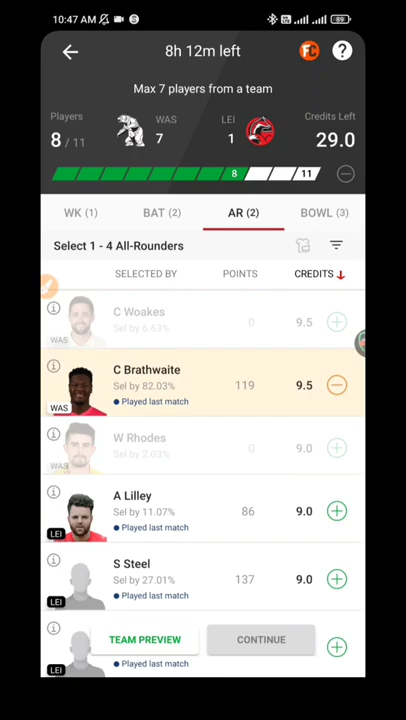 10:47 AM
89
8h 12m left
FC
?
Max 7 players from a team
Players
8 / 11
WAS
7
LEI
1
Credits Left
29.0
8
11
WK (1)
BAT (2)
AR (2)
BOWL (3)
Select 1 - 4 All-Rounders
SELECTED BY
POINTS
CREDITS
C Woakes
Sel by 6.63%
0
9.5
WAS
C Brathwaite
Sel by 82.03%
119
9.5
Played last match
WAS
W Rhodes
Sel by 2.03%
0
9.0
WAS
A Lilley
Sel by 11.07%
86
9.0
Played last match
LEI
S Steel
Sel by 27.01%
137
9.0
Played last match
LEI
TEAM PREVIEW
CONTINUE
Played last match
LEI